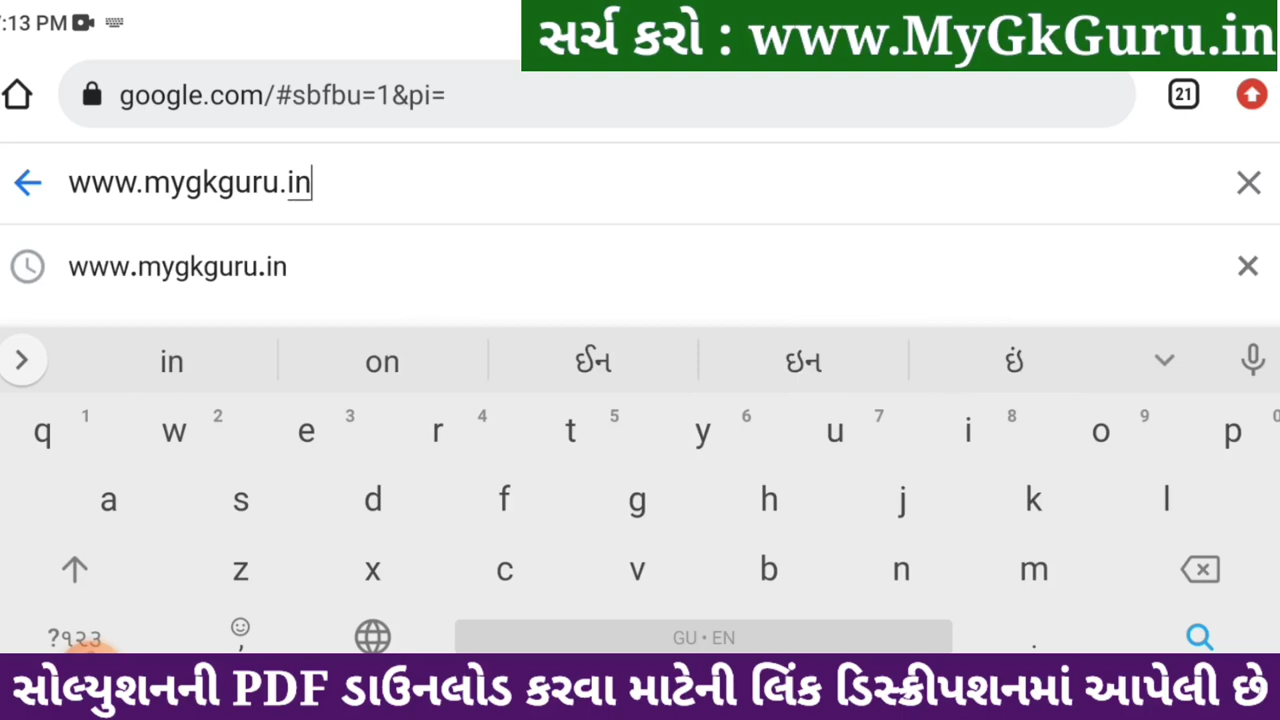 :13 PM
સર્ચ કરો : www.MyGkGuru.in
google.com/#sbfbu=1&pi=
21
www.mygkguru.in
www.mygkguru.in
in on ઈન ઇન ઇં
q 1 w 2 e 3 r 4 t 5 y 6 u 7 i 8 o 9 p 0
a s d f g h j k l
z x c v b n m
?૧૨૩ , GU • EN .
સોલ્યુશનની PDF ડાઉનલોડ કરવા માટેની લિંક ડિસ્ક્રીપશનમાં આપેલી છે